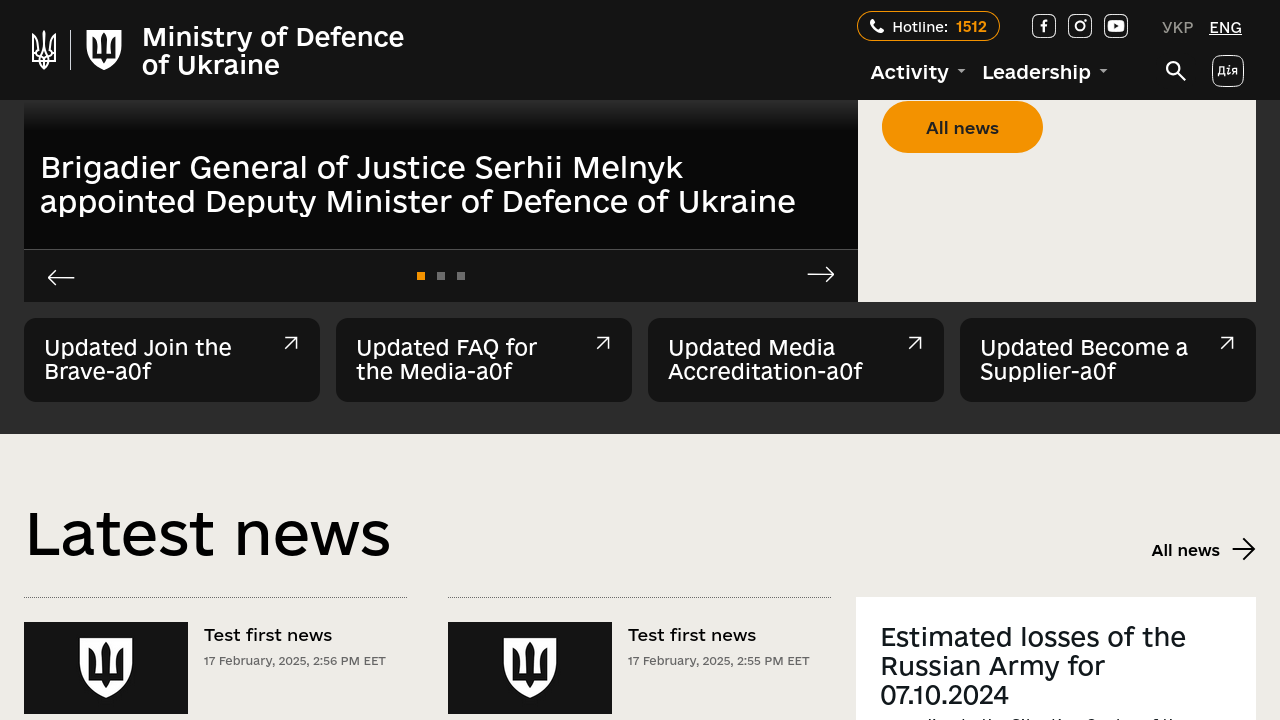 Ministry of Defence
of Ukraine
Hotline: 1512
УКР ENG
Activity Leadership
Дія
All news
Brigadier General of Justice Serhii Melnyk
appointed Deputy Minister of Defence of Ukraine
Updated Join the
Brave-a0f
Updated FAQ for
the Media-a0f
Updated Media
Accreditation-a0f
Updated Become a
Supplier-a0f
Latest news
All news
Test first news
17 February, 2025, 2:56 PM EET
Test first news
17 February, 2025, 2:55 PM EET
Estimated losses of the
Russian Army for
07.10.2024